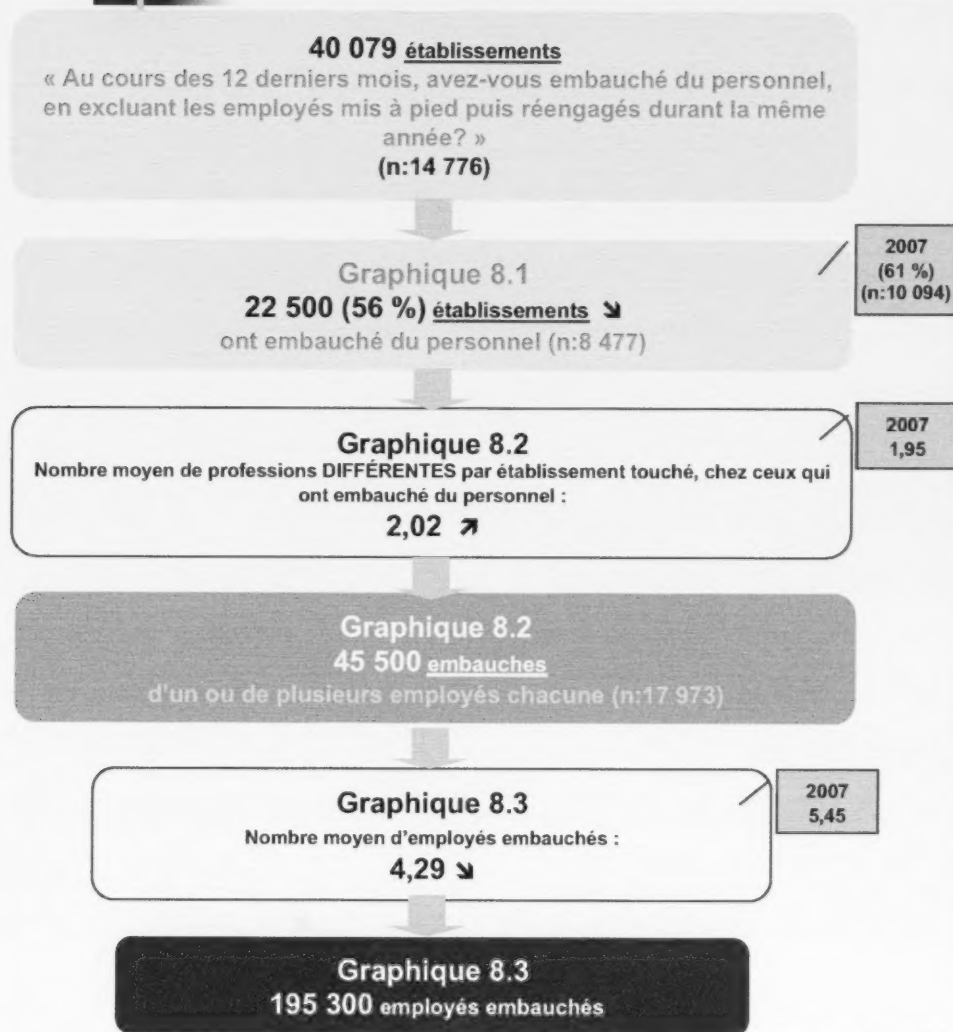 40 079 établissements
« Au cours des 12 derniers mois, avez-vous embauché du personnel,
en excluant les employés mis à pied puis réengagés durant la même
année? »
(n:14 776)
2007
(61 %)
(n:10 094)
Graphique 8.1
22 500 (56 %) établissements ↘
ont embauché du personnel (n:8 477)
2007
1,95
Graphique 8.2
Nombre moyen de professions DIFFÉRENTES par établissement touché, chez ceux qui
ont embauché du personnel :
2,02 ↗
Graphique 8.2
45 500 embauches
d'un ou de plusieurs employés chacune (n:17 973)
2007
5,45
Graphique 8.3
Nombre moyen d'employés embauchés :
4,29 ↘
Graphique 8.3
195 300 employés embauchés